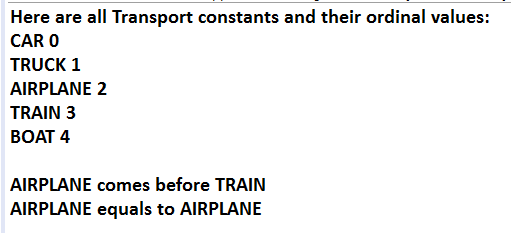 Here are all Transport constants and their ordinal values:
CAR 0
TRUCK 1
AIRPLANE 2
TRAIN 3
BOAT 4
AIRPLANE comes before TRAIN
AIRPLANE equals to AIRPLANE